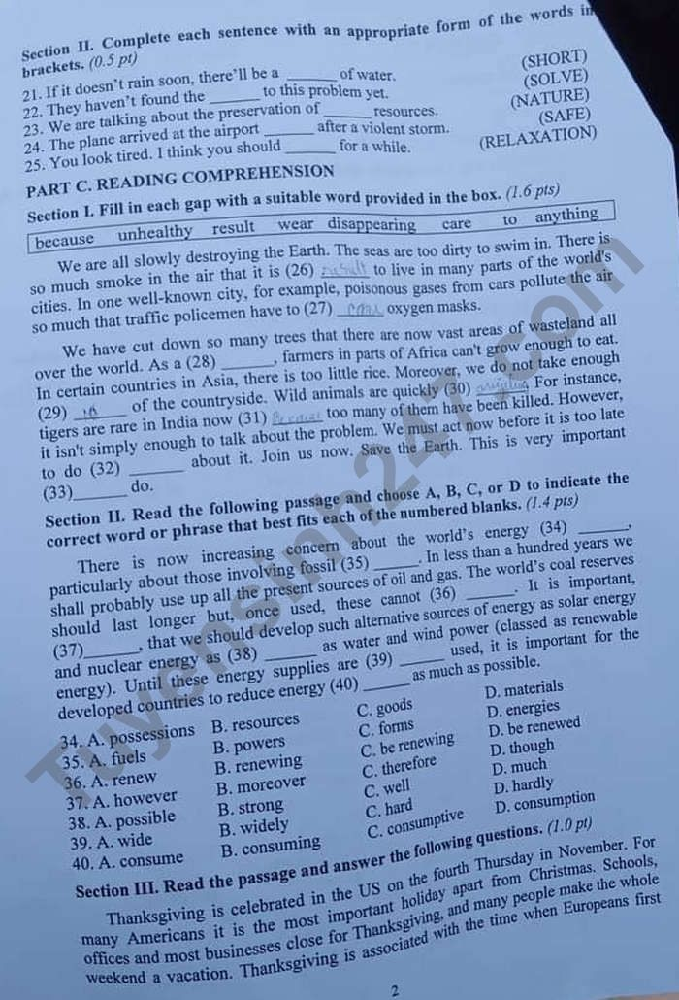 Section II. Complete each sentence with an appropriate form of the words in
brackets. (0.5 pt)
21. If it doesn't rain soon, there'll be a ______ of water. (SHORT)
22. They haven't found the ______ to this problem yet. (SOLVE)
23. We are talking about the preservation of ______ resources. (NATURE)
24. The plane arrived at the airport ______ after a violent storm. (SAFE)
25. You look tired. I think you should ______ for a while. (RELAXATION)
PART C. READING COMPREHENSION
Section I. Fill in each gap with a suitable word provided in the box. (1.6 pts)
because unhealthy result wear disappearing care to anything
We are all slowly destroying the Earth. The seas are too dirty to swim in. There is
so much smoke in the air that it is (26) result to live in many parts of the world's
cities. In one well-known city, for example, poisonous gases from cars pollute the air
so much that traffic policemen have to (27) care oxygen masks.
We have cut down so many trees that there are now vast areas of wasteland all
over the world. As a (28) ______, farmers in parts of Africa can't grow enough to eat.
In certain countries in Asia, there is too little rice. Moreover, we do not take enough
(29) to of the countryside. Wild animals are quickly (30) anything. For instance,
tigers are rare in India now (31) Because too many of them have been killed. However,
it isn't simply enough to talk about the problem. We must act now before it is too late
to do (32) ______ about it. Join us now. Save the Earth. This is very important
(33)______ do.
Section II. Read the following passage and choose A, B, C, or D to indicate the
correct word or phrase that best fits each of the numbered blanks. (1.4 pts)
There is now increasing concern about the world's energy (34) ______,
particularly about those involving fossil (35) ______. In less than a hundred years we
shall probably use up all the present sources of oil and gas. The world's coal reserves
should last longer but, once used, these cannot (36) ______. It is important,
(37)______, that we should develop such alternative sources of energy as solar energy
and nuclear energy as (38) ______ as water and wind power (classed as renewable
energy). Until these energy supplies are (39) ______ used, it is important for the
developed countries to reduce energy (40) ______ as much as possible.
34. A. possessions B. resources C. goods D. materials
35. A. fuels B. powers C. forms D. energies
36. A. renew B. renewing C. be renewing D. be renewed
37. A. however B. moreover C. therefore D. though
38. A. possible B. strong C. well D. much
39. A. wide B. widely C. hard D. hardly
40. A. consume B. consuming C. consumptive D. consumption
Section III. Read the passage and answer the following questions. (1.0 pt)
Thanksgiving is celebrated in the US on the fourth Thursday in November. For
many Americans it is the most important holiday apart from Christmas. Schools,
offices and most businesses close for Thanksgiving, and many people make the whole
weekend a vacation. Thanksgiving is associated with the time when Europeans first
2
Tuyensinh247.com